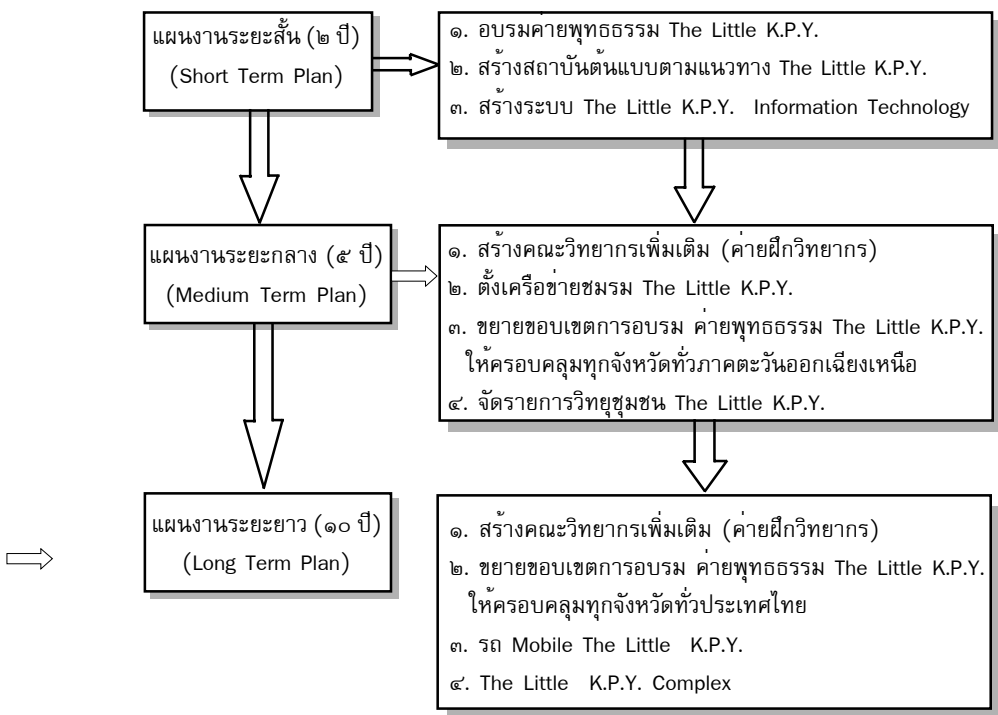 แผนงานระยะสั้น (๒ ปี)
(Short Term Plan)
๑. อบรมค่ายพุทธธรรม The Little K.P.Y.
๒. สร้างสถาบันต้นแบบตามแนวทาง The Little K.P.Y.
๓. สร้างระบบ The Little K.P.Y. Information Technology
แผนงานระยะกลาง (๕ ปี)
(Medium Term Plan)
๑. สร้างคณะวิทยากรเพิ่มเติม (ค่ายฝึกวิทยากร)
๒. ตั้งเครือข่ายชมรม The Little K.P.Y.
๓. ขยายขอบเขตการอบรม ค่ายพุทธธรรม The Little K.P.Y.
ให้ครอบคลุมทุกจังหวัดทั่วภาคตะวันออกเฉียงเหนือ
๔. จัดรายการวิทยุชุมชน The Little K.P.Y.
แผนงานระยะยาว (๑๐ ปี)
(Long Term Plan)
๑. สร้างคณะวิทยากรเพิ่มเติม (ค่ายฝึกวิทยากร)
๒. ขยายขอบเขตการอบรม ค่ายพุทธธรรม The Little K.P.Y.
ให้ครอบคลุมทุกจังหวัดทั่วประเทศไทย
๓. รถ Mobile The Little K.P.Y.
๔. The Little K.P.Y. Complex